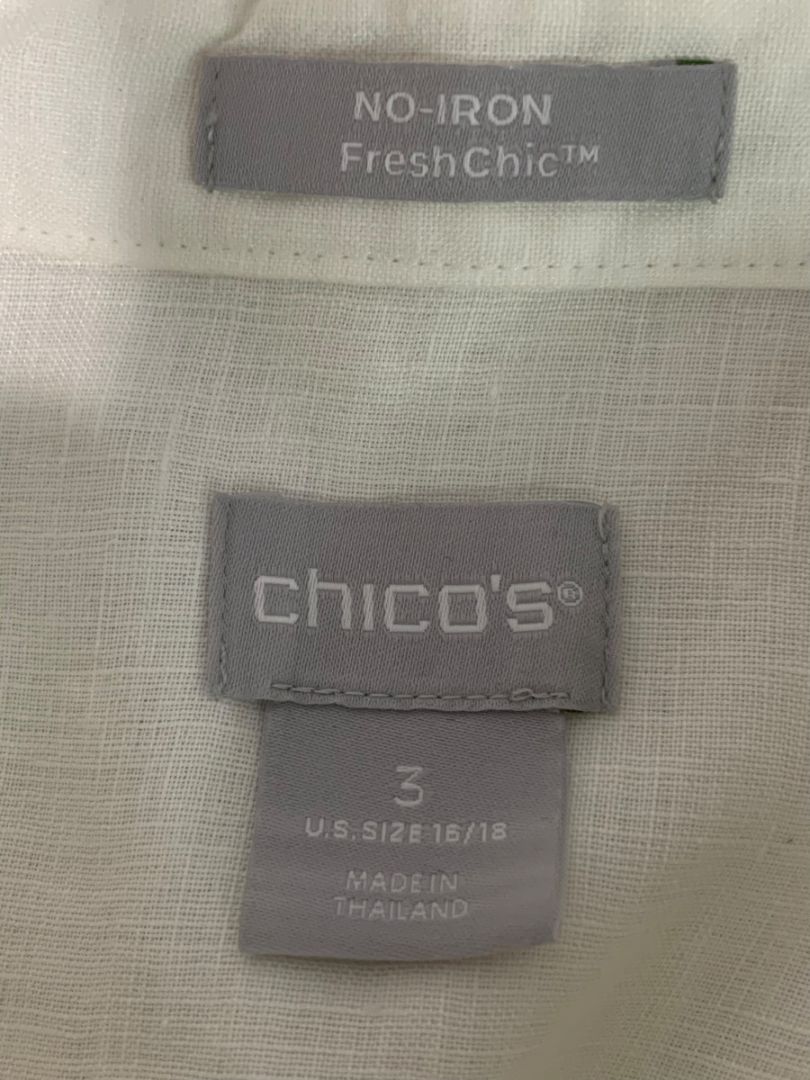 NO-IRON
FreshChic™
chico's®
3
U.S. SIZE 16/18
MADE IN
THAILAND